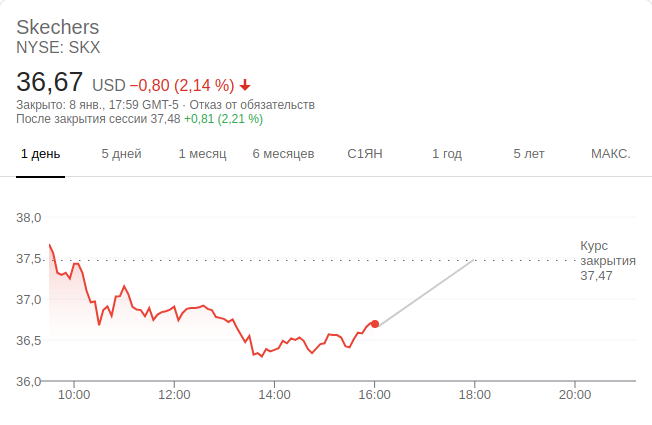 Skechers
NYSE: SKX
36,67 USD −0,80 (2,14 %)
Закрыто: 8 янв., 17:59 GMT-5 · Отказ от обязательств
После закрытия сессии 37,48 +0,81 (2,21 %)
1 день 5 дней 1 месяц 6 месяцев С1ЯН 1 год 5 лет МАКС.
38,0
37,5
37,0
36,5
36,0
Курс
закрытия
37,47
10:00 12:00 14:00 16:00 18:00 20:00